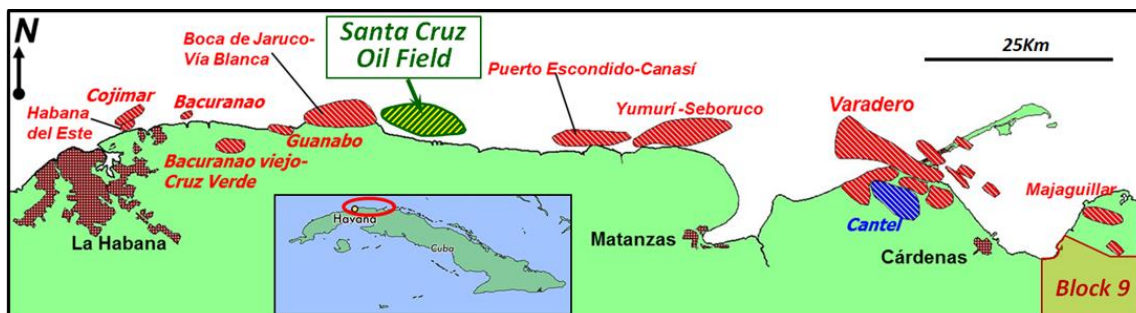 N
Cojimar
Habana
del Este
Bacuranao
Bacuranao viejo-
Cruz Verde
Boca de Jaruco-
Vía Blanca
Guanabo
Santa Cruz
Oil Field
Puerto Escondido-Canasí
Yumurí-Seboruco
25Km
Varadero
Cantel
Majaguillar
La Habana
Matanzas
Cárdenas
Block 9
Havana
Cuba